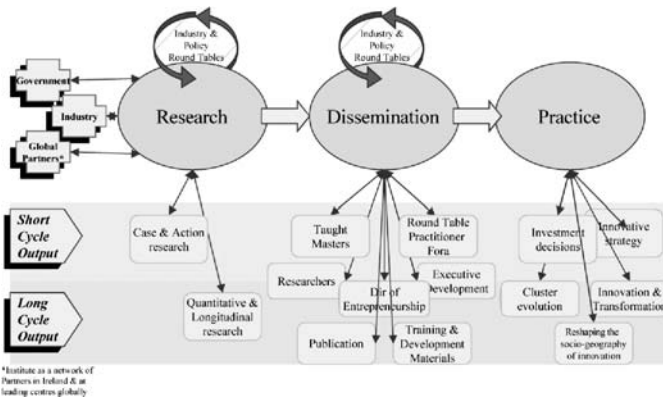 Industry &
Policy
Round Tables
Industry &
Policy
Round Tables
Government
Industry
Global
Partners*
Research
Dissemination
Practice
Short
Cycle
Output
Case & Action
research
Taught
Masters
Round Table
Practitioner
Fora
Investment
decisions
Innovative
strategy
Researchers
Executive
Development
Dir of
Entrepreneurship
Cluster
evolution
Innovation &
Transformation
Long
Cycle
Output
Quantitative &
Longitudinal
research
Publication
Training &
Development
Materials
Reshaping the
socio-geography
of innovation
*Institute as a network of
Partners in Ireland & at
leading centres globally